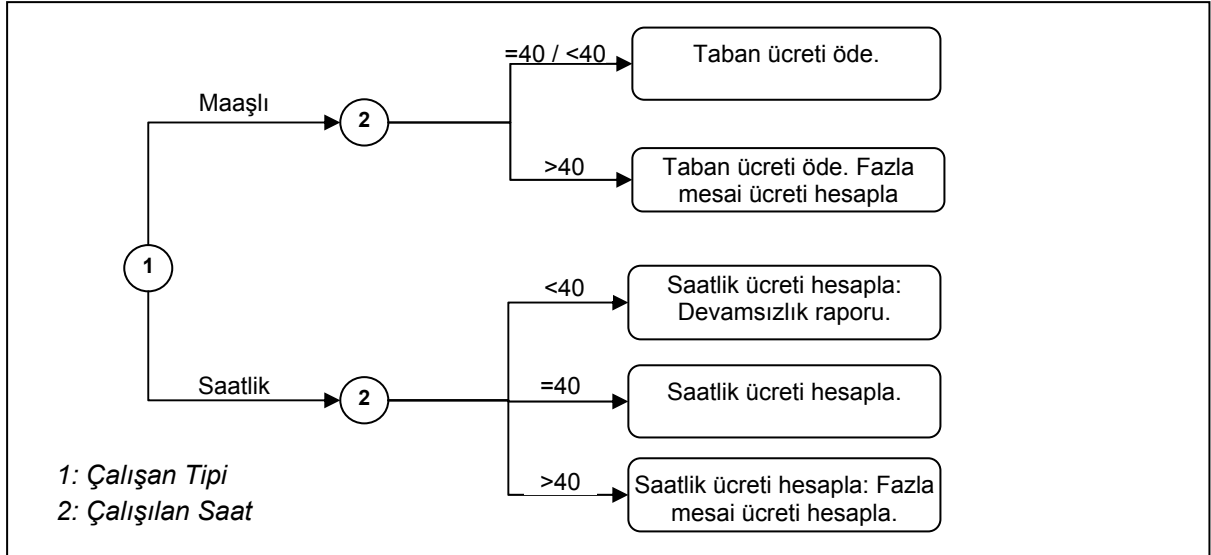 =40 / <40
Taban ücreti öde.
Maaşlı
2
>40
Taban ücreti öde. Fazla
mesai ücreti hesapla
1
<40
Saatlik ücreti hesapla:
Devamsızlık raporu.
Saatlik
2
=40
Saatlik ücreti hesapla.
>40
Saatlik ücreti hesapla: Fazla
mesai ücreti hesapla.
1: Çalışan Tipi
2: Çalışılan Saat